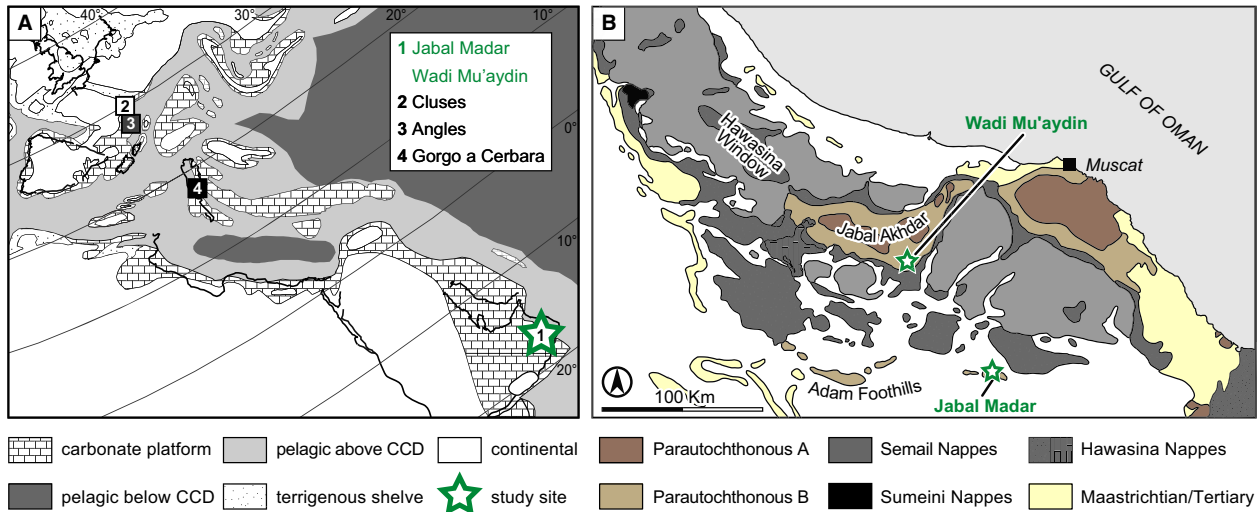 A
40°
30°
20°
10°
1 Jabal Madar
Wadi Mu'aydin
2 Cluses
3 Angles
4 Gorgo a Cerbara
2
3
4
1
0°
10°
20°
B
GULF OF OMAN
Wadi Mu'aydin
Muscat
Hawasina
Window
Jabal Akhdar
Adam Foothills
Jabal Madar
100 Km
carbonate platform
pelagic above CCD
continental
pelagic below CCD
terrigenous shelve
study site
Parautochthonous A
Semail Nappes
Hawasina Nappes
Parautochthonous B
Sumeini Nappes
Maastrichtian/Tertiary